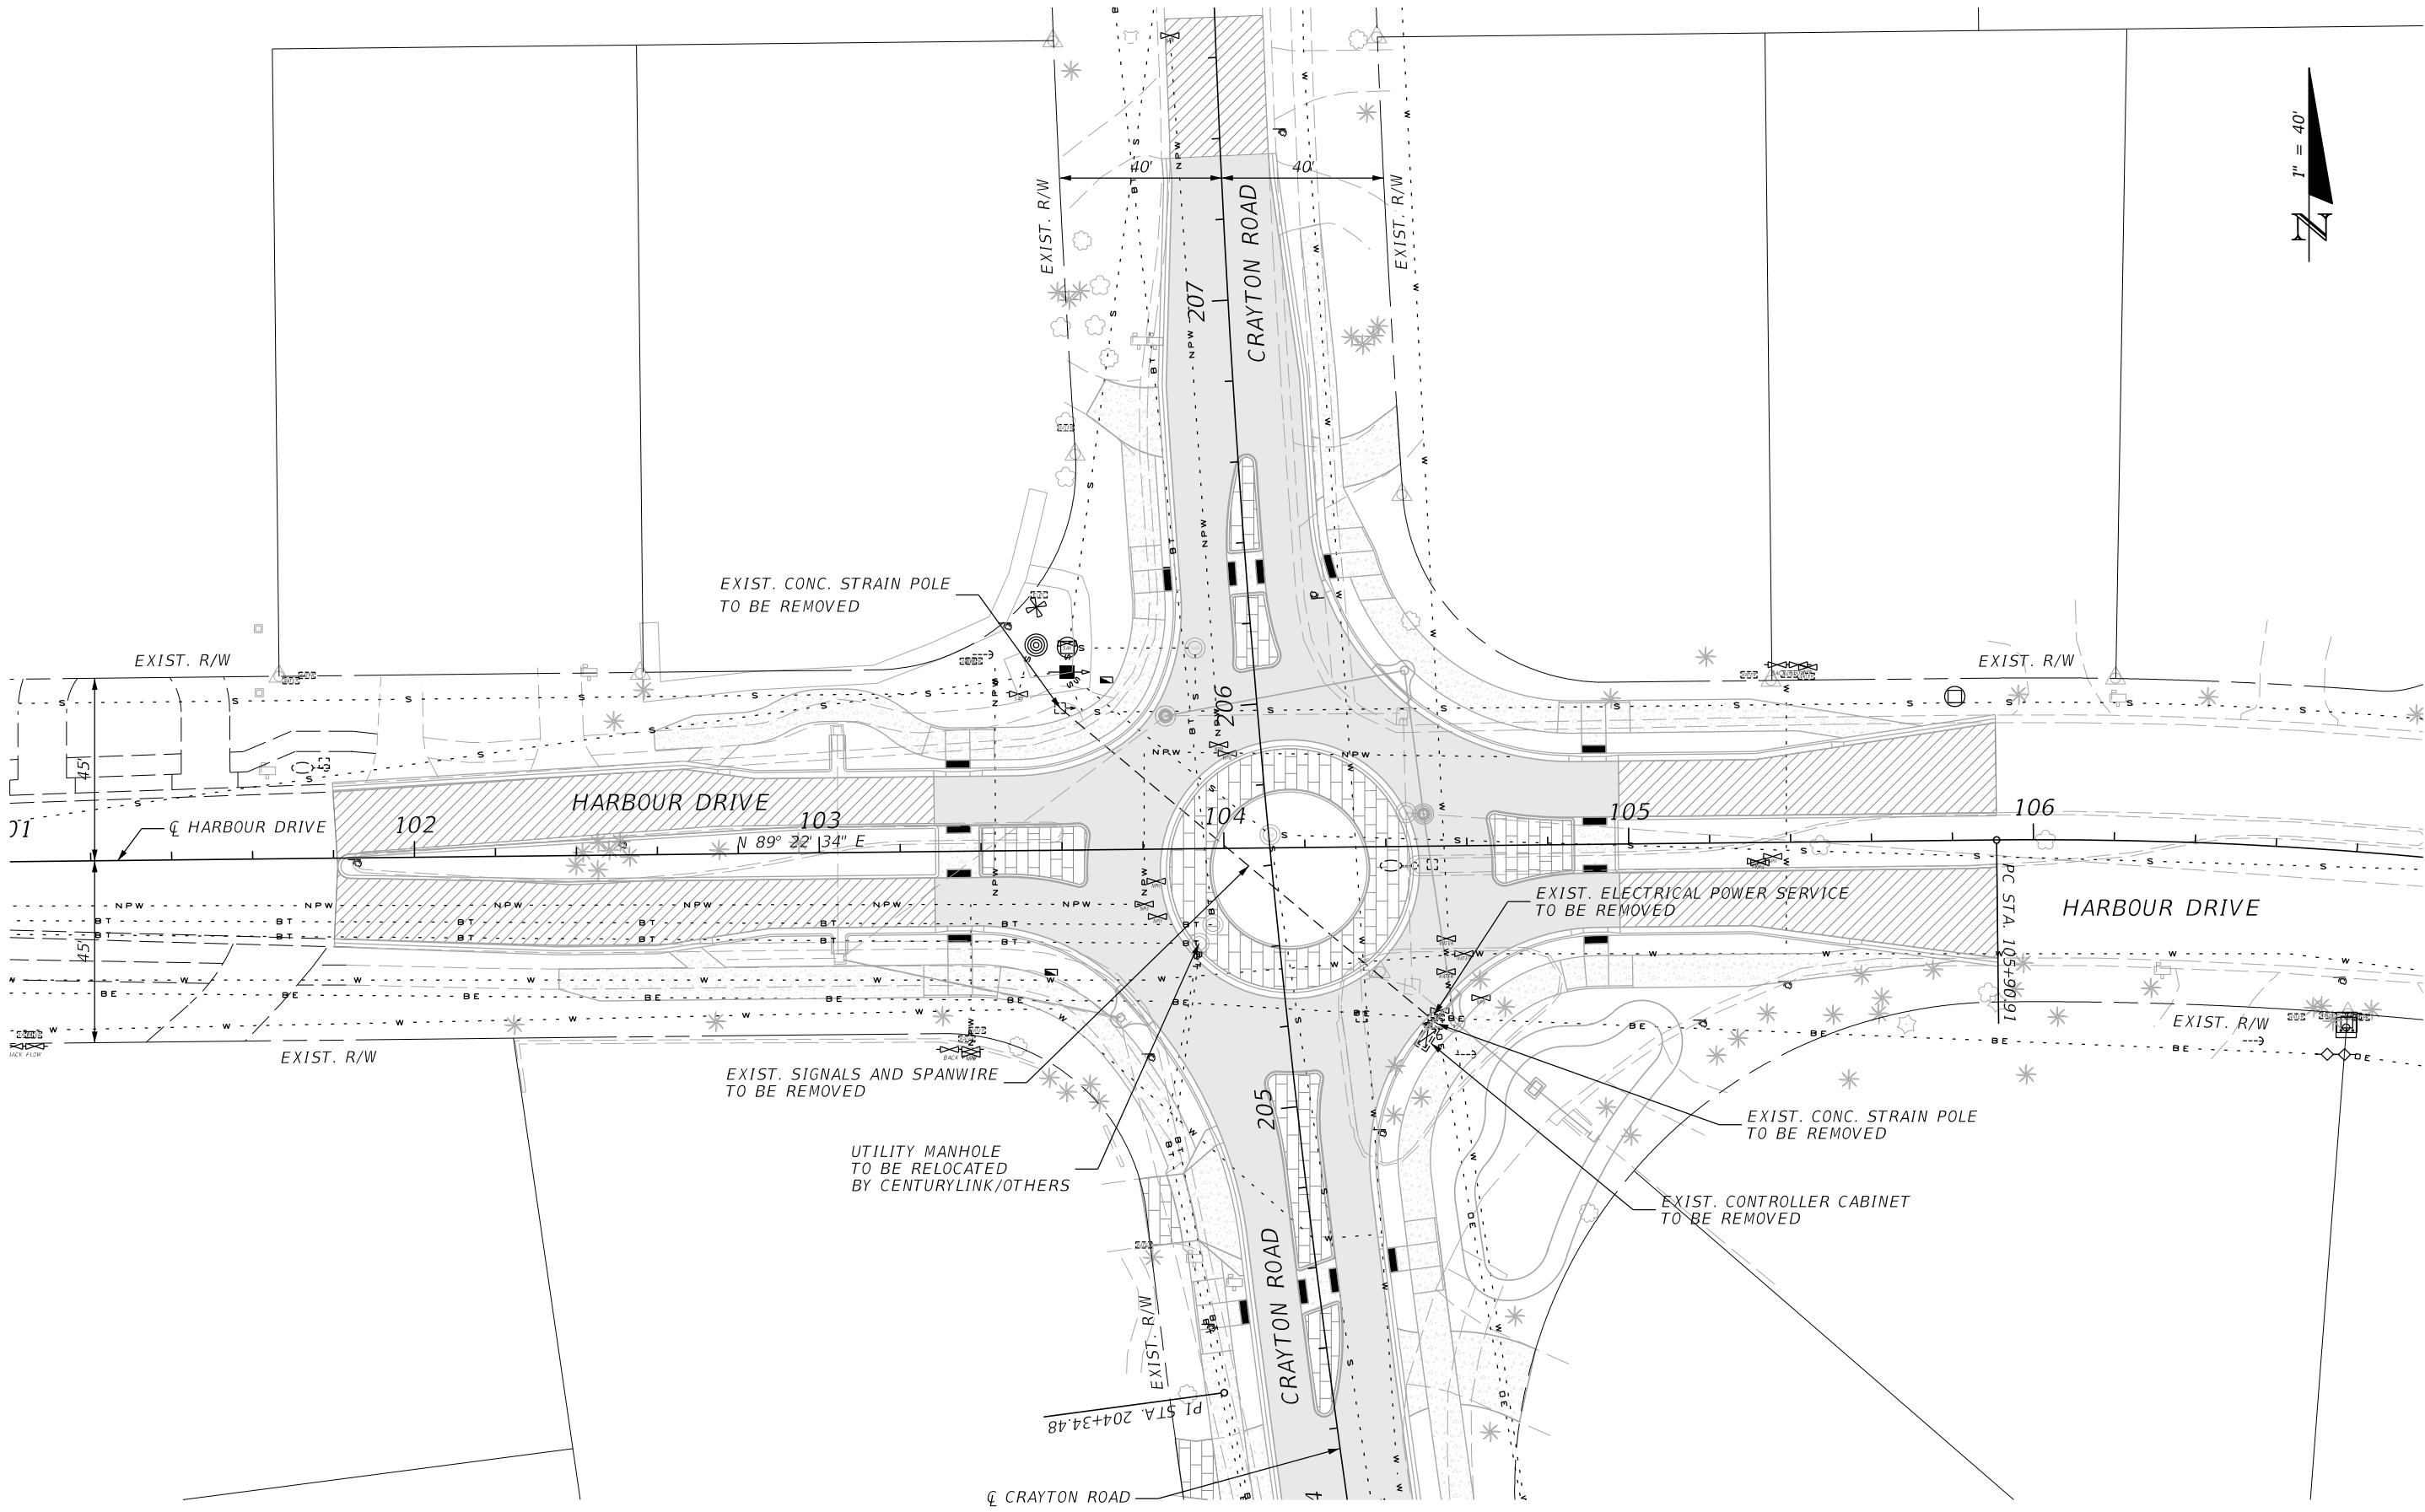 1" = 40'
N
40'
40'
EXIST. R/W
EXIST. R/W
CRAYTON ROAD
207
EXIST. CONC. STRAIN POLE
TO BE REMOVED
EXIST. R/W
EXIST. R/W
206
45'
HARBOUR DRIVE
℄ HARBOUR DRIVE
102
103
104
105
106
N 89° 22' 34" E
EXIST. ELECTRICAL POWER SERVICE
TO BE REMOVED
HARBOUR DRIVE
PC STA. 105+90.91
45'
EXIST. R/W
EXIST. R/W
BACK FLOW
EXIST. SIGNALS AND SPANWIRE
TO BE REMOVED
205
EXIST. CONC. STRAIN POLE
TO BE REMOVED
UTILITY MANHOLE
TO BE RELOCATED
BY CENTURYLINK/OTHERS
EXIST. CONTROLLER CABINET
TO BE REMOVED
CRAYTON ROAD
EXIST. R/W
PI STA. 204+34.48
℄ CRAYTON ROAD